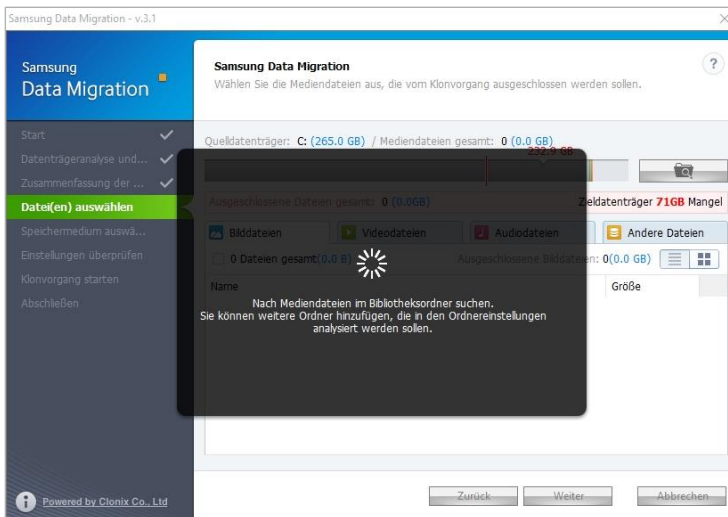 Samsung Data Migration - v.3.1
Samsung
Data Migration
Samsung Data Migration
Wählen Sie die Mediendateien aus, die vom Klonvorgang ausgeschlossen werden sollen.
?
Start
Datenträgeranalyse und...
Zusammenfassung der ...
Datei(en) auswählen
Speichermedium auswä...
Einstellungen überprüfen
Klonvorgang starten
Abschließen
Quelldatenträger: C: (265.0 GB) / Mediendateien gesamt: 0 (0.0 GB)
232.9 GB
Ausgeschlossene Dateien gesamt: 0 (0.0GB)
Zieldatenträger 71GB Mangel
Bilddateien
Videodateien
Audiodateien
Andere Dateien
0 Dateien gesamt(0.0 B)
Ausgeschlossene Bilddateien: 0(0.0 GB)
Name
Größe
Nach Mediendateien im Bibliotheksordner suchen.
Sie können weitere Ordner hinzufügen, die in den Ordnereinstellungen
analysiert werden sollen.
Powered by Clonix Co., Ltd
Zurück
Weiter
Abbrechen